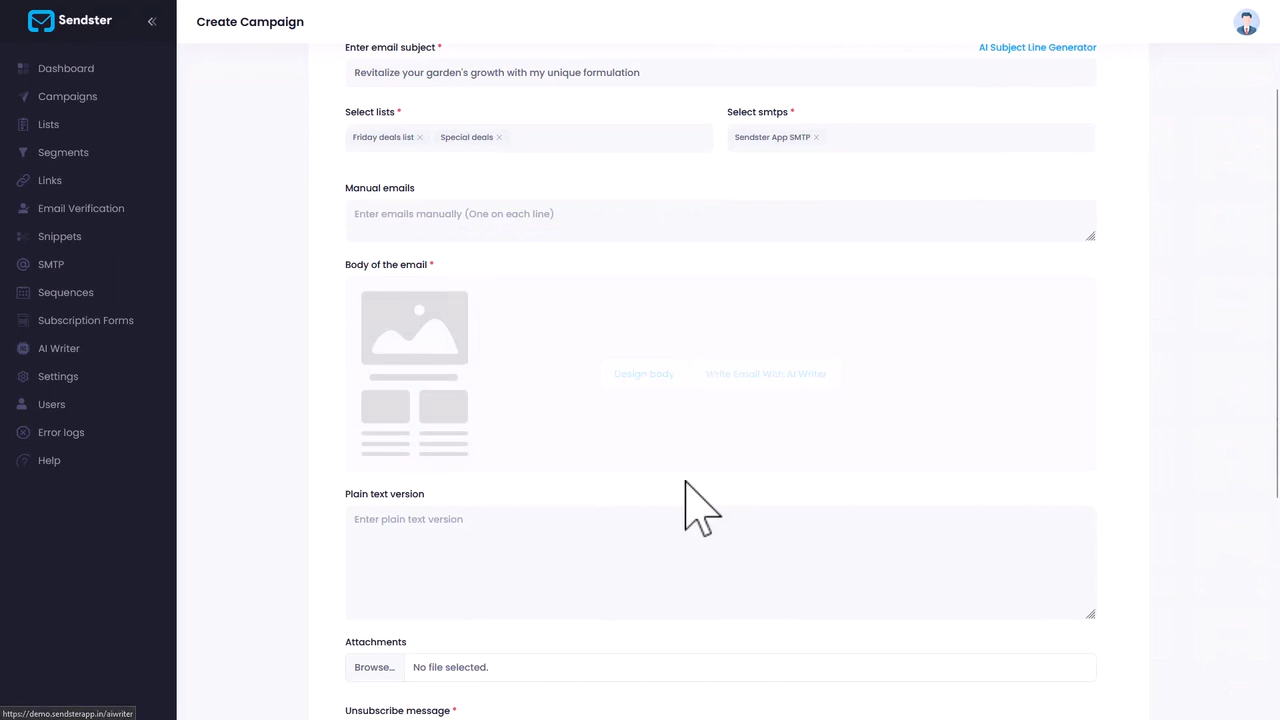 Sendster
Create Campaign
Dashboard
Campaigns
Lists
Segments
Links
Email Verification
Snippets
SMTP
Sequences
Subscription Forms
AI Writer
Settings
Users
Error logs
Help
Enter email subject *
AI Subject Line Generator
Revitalize your garden's growth with my unique formulation
Select lists *
Select smtps *
Friday deals list × Special deals ×
Sendster App SMTP ×
Manual emails
Enter emails manually (One on each line)
Body of the email *
Design body
Write Email With AI Writer
Plain text version
Enter plain text version
Attachments
Browse... No file selected.
Unsubscribe message *
https://demo.sendsterapp.in/aiwriter